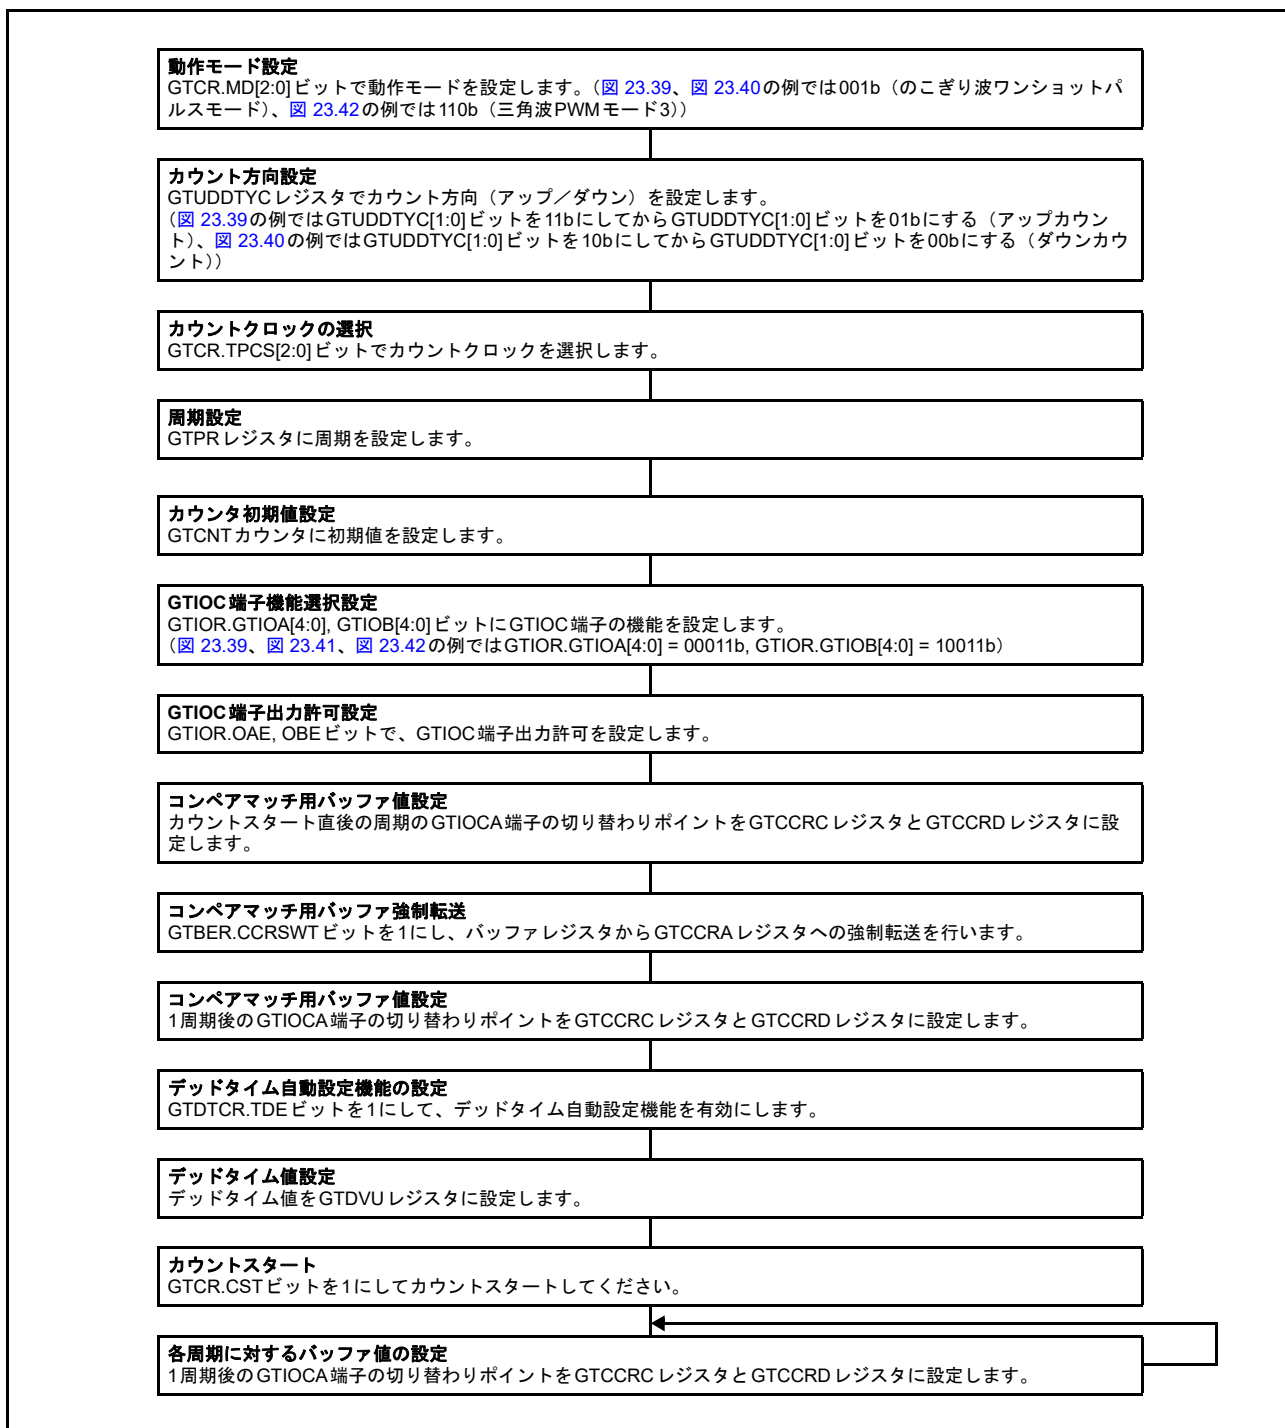 動作モード設定
GTCR.MD[2:0]ビットで動作モードを設定します。（図 23.39、図 23.40の例では001b（のこぎり波ワンショットパ
ルスモード）、図 23.42の例では110b（三角波PWMモード3））
カウント方向設定
GTUDDTYCレジスタでカウント方向（アップ／ダウン）を設定します。
（図 23.39の例ではGTUDDTYC[1:0]ビットを11bにしてからGTUDDTYC[1:0]ビットを01bにする（アップカウン
ト）、図 23.40の例ではGTUDDTYC[1:0]ビットを10bにしてからGTUDDTYC[1:0]ビットを00bにする（ダウンカウ
ント））
カウントクロックの選択
GTCR.TPCS[2:0]ビットでカウントクロックを選択します。
周期設定
GTPRレジスタに周期を設定します。
カウンタ初期値設定
GTCNTカウンタに初期値を設定します。
GTIOC端子機能選択設定
GTIOR.GTIOA[4:0], GTIOB[4:0]ビットにGTIOC端子の機能を設定します。
（図 23.39、図 23.41、図 23.42の例ではGTIOR.GTIOA[4:0] = 00011b, GTIOR.GTIOB[4:0] = 10011b）
GTIOC端子出力許可設定
GTIOR.OAE, OBEビットで、GTIOC端子出力許可を設定します。
コンペアマッチ用バッファ値設定
カウントスタート直後の周期のGTIOCA端子の切り替わりポイントをGTCCRCレジスタとGTCCRDレジスタに設
定します。
コンペアマッチ用バッファ強制転送
GTBER.CCRSWTビットを1にし、バッファレジスタからGTCCRAレジスタへの強制転送を行います。
コンペアマッチ用バッファ値設定
1周期後のGTIOCA端子の切り替わりポイントをGTCCRCレジスタとGTCCRDレジスタに設定します。
デッドタイム自動設定機能の設定
GTDTCR.TDEビットを1にして、デッドタイム自動設定機能を有効にします。
デッドタイム値設定
デッドタイム値をGTDVUレジスタに設定します。
カウントスタート
GTCR.CSTビットを1にしてカウントスタートしてください。
各周期に対するバッファ値の設定
1周期後のGTIOCA端子の切り替わりポイントをGTCCRCレジスタとGTCCRDレジスタに設定します。